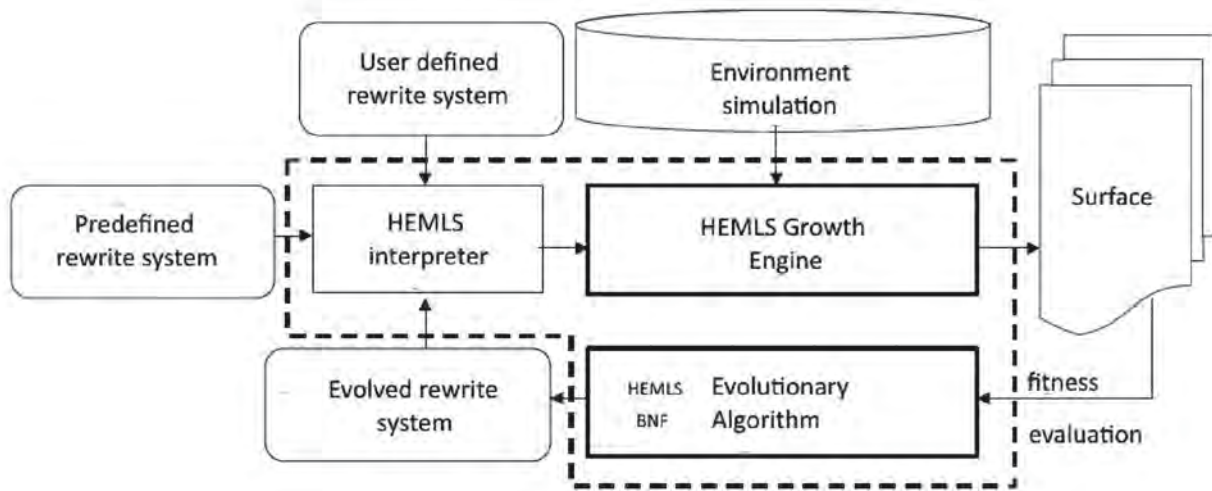 User defined
rewrite system
Environment
simulation
Predefined
rewrite system
HEMLS
interpreter
HEMLS Growth
Engine
Surface
Evolved rewrite
system
HEMLS
BNF
Evolutionary
Algorithm
fitness
evaluation